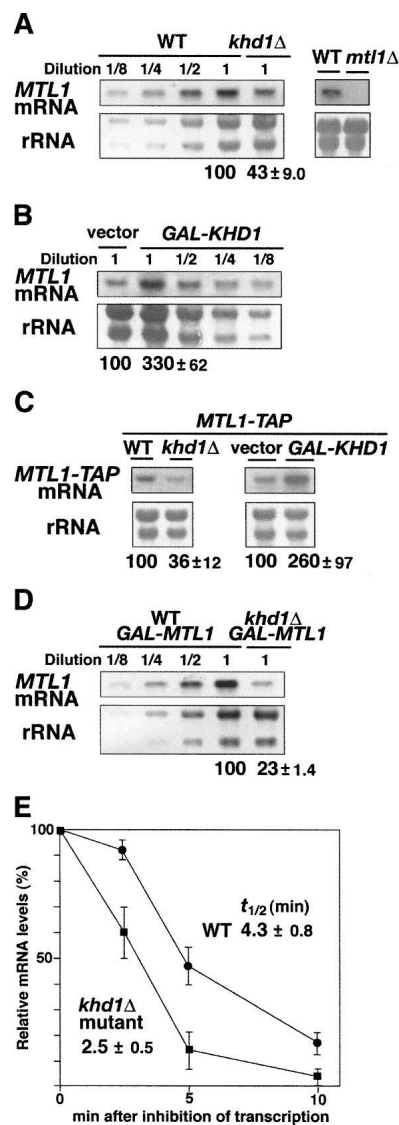 A
WT khd1Δ
Dilution 1/8 1/4 1/2 1 1
WT mtl1Δ
MTL1
mRNA
rRNA
100 43±9.0
B
vector GAL-KHD1
Dilution 1 1 1/2 1/4 1/8
MTL1
mRNA
rRNA
100 330±62
C
MTL1-TAP
WT khd1Δ vector GAL-KHD1
MTL1-TAP
mRNA
rRNA
100 36±12 100 260±97
D
WT khd1Δ
GAL-MTL1 GAL-MTL1
Dilution 1/8 1/4 1/2 1 1
MTL1
mRNA
rRNA
100 23±1.4
E
Relative mRNA levels (%)
100
50
0 5 10
t1/2 (min)
WT 4.3 ± 0.8
khd1Δ
mutant
2.5 ± 0.5
min after inhibition of transcription